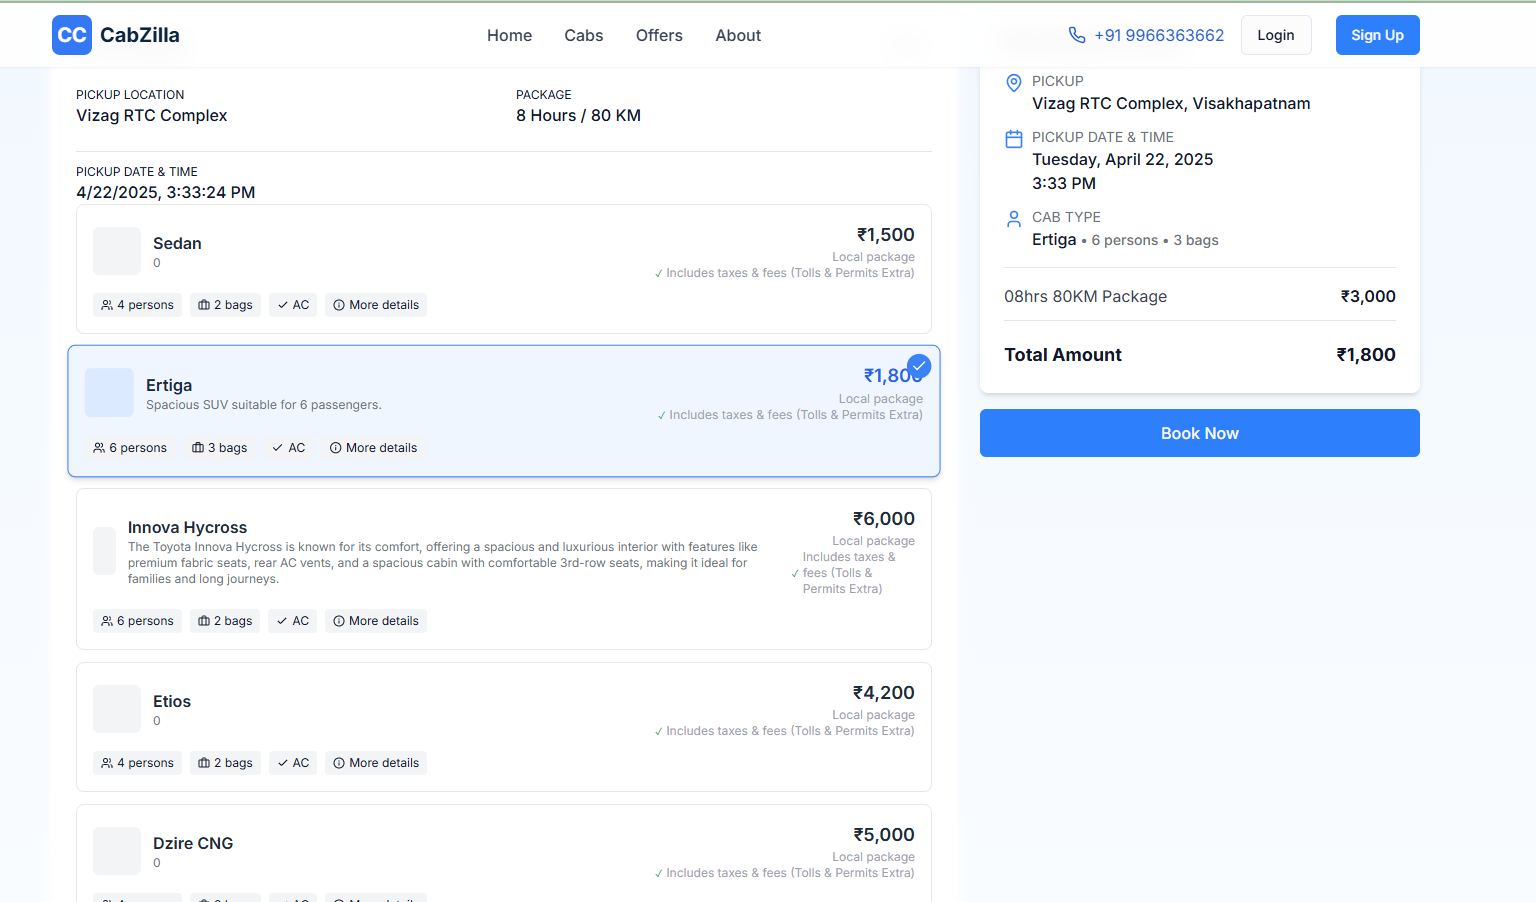 CC CabZilla
Home Cabs Offers About
+91 9966363662 Login Sign Up
PICKUP LOCATION
Vizag RTC Complex
PACKAGE
8 Hours / 80 KM
PICKUP DATE & TIME
4/22/2025, 3:33:24 PM
Sedan
0
₹1,500
Local package
✓ Includes taxes & fees (Tolls & Permits Extra)
4 persons 2 bags AC More details
Ertiga
Spacious SUV suitable for 6 passengers.
₹1,800
Local package
✓ Includes taxes & fees (Tolls & Permits Extra)
6 persons 3 bags AC More details
Innova Hycross
The Toyota Innova Hycross is known for its comfort, offering a spacious and luxurious interior with features like
premium fabric seats, rear AC vents, and a spacious cabin with comfortable 3rd-row seats, making it ideal for
families and long journeys.
₹6,000
Local package
Includes taxes &
✓ fees (Tolls &
Permits Extra)
6 persons 2 bags AC More details
Etios
0
₹4,200
Local package
✓ Includes taxes & fees (Tolls & Permits Extra)
4 persons 2 bags AC More details
Dzire CNG
0
₹5,000
Local package
✓ Includes taxes & fees (Tolls & Permits Extra)
PICKUP
Vizag RTC Complex, Visakhapatnam
PICKUP DATE & TIME
Tuesday, April 22, 2025
3:33 PM
CAB TYPE
Ertiga • 6 persons • 3 bags
08hrs 80KM Package ₹3,000
Total Amount ₹1,800
Book Now